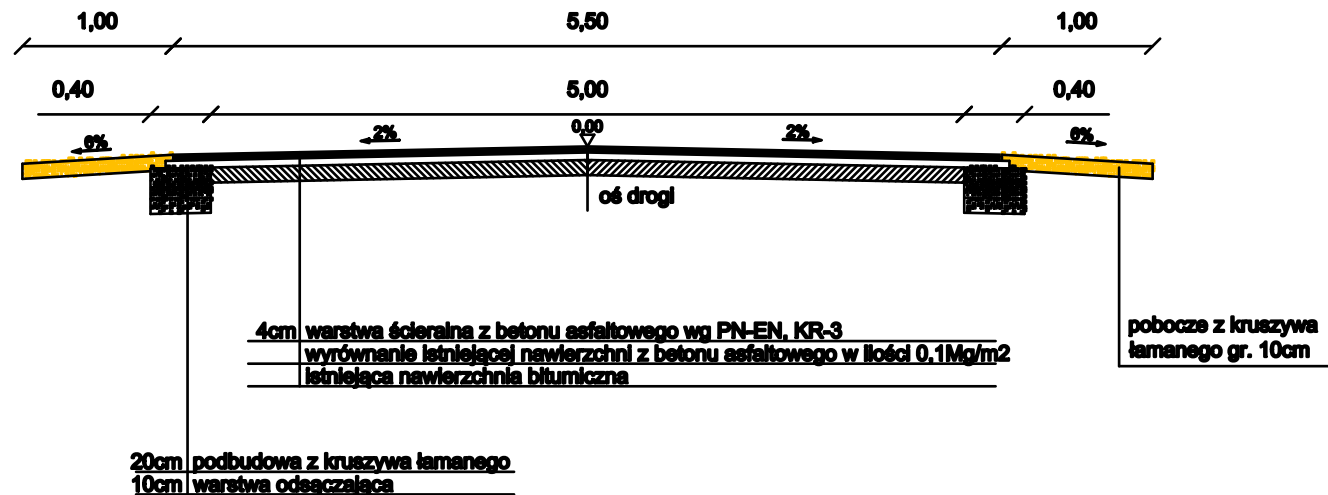 1,00 5,50 1,00
0,40 5,00 0,40
6% 2% 0,00 2% 6%
oś drogi
4cm warstwa ścieralna z betonu asfaltowego wg PN-EN, KR-3
wyrównanie istniejącej nawierzchni z betonu asfaltowego w ilości 0,1Mg/m2
istniejąca nawierzchnia bitumiczna
pobocze z kruszywa
łamanego gr. 10cm
20cm podbudowa z kruszywa łamanego
10cm warstwa odsączająca